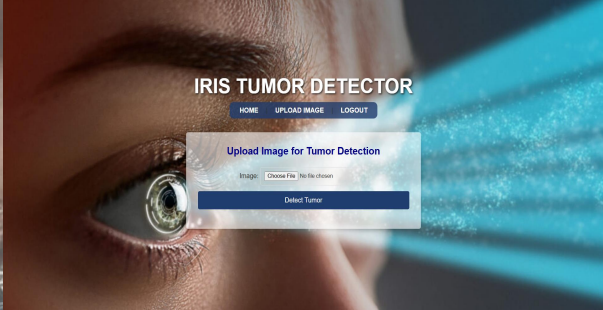 IRIS TUMOR DETECTOR
HOME UPLOAD IMAGE LOGOUT
Upload Image for Tumor Detection
Image: Choose File No file chosen
Detect Tumor